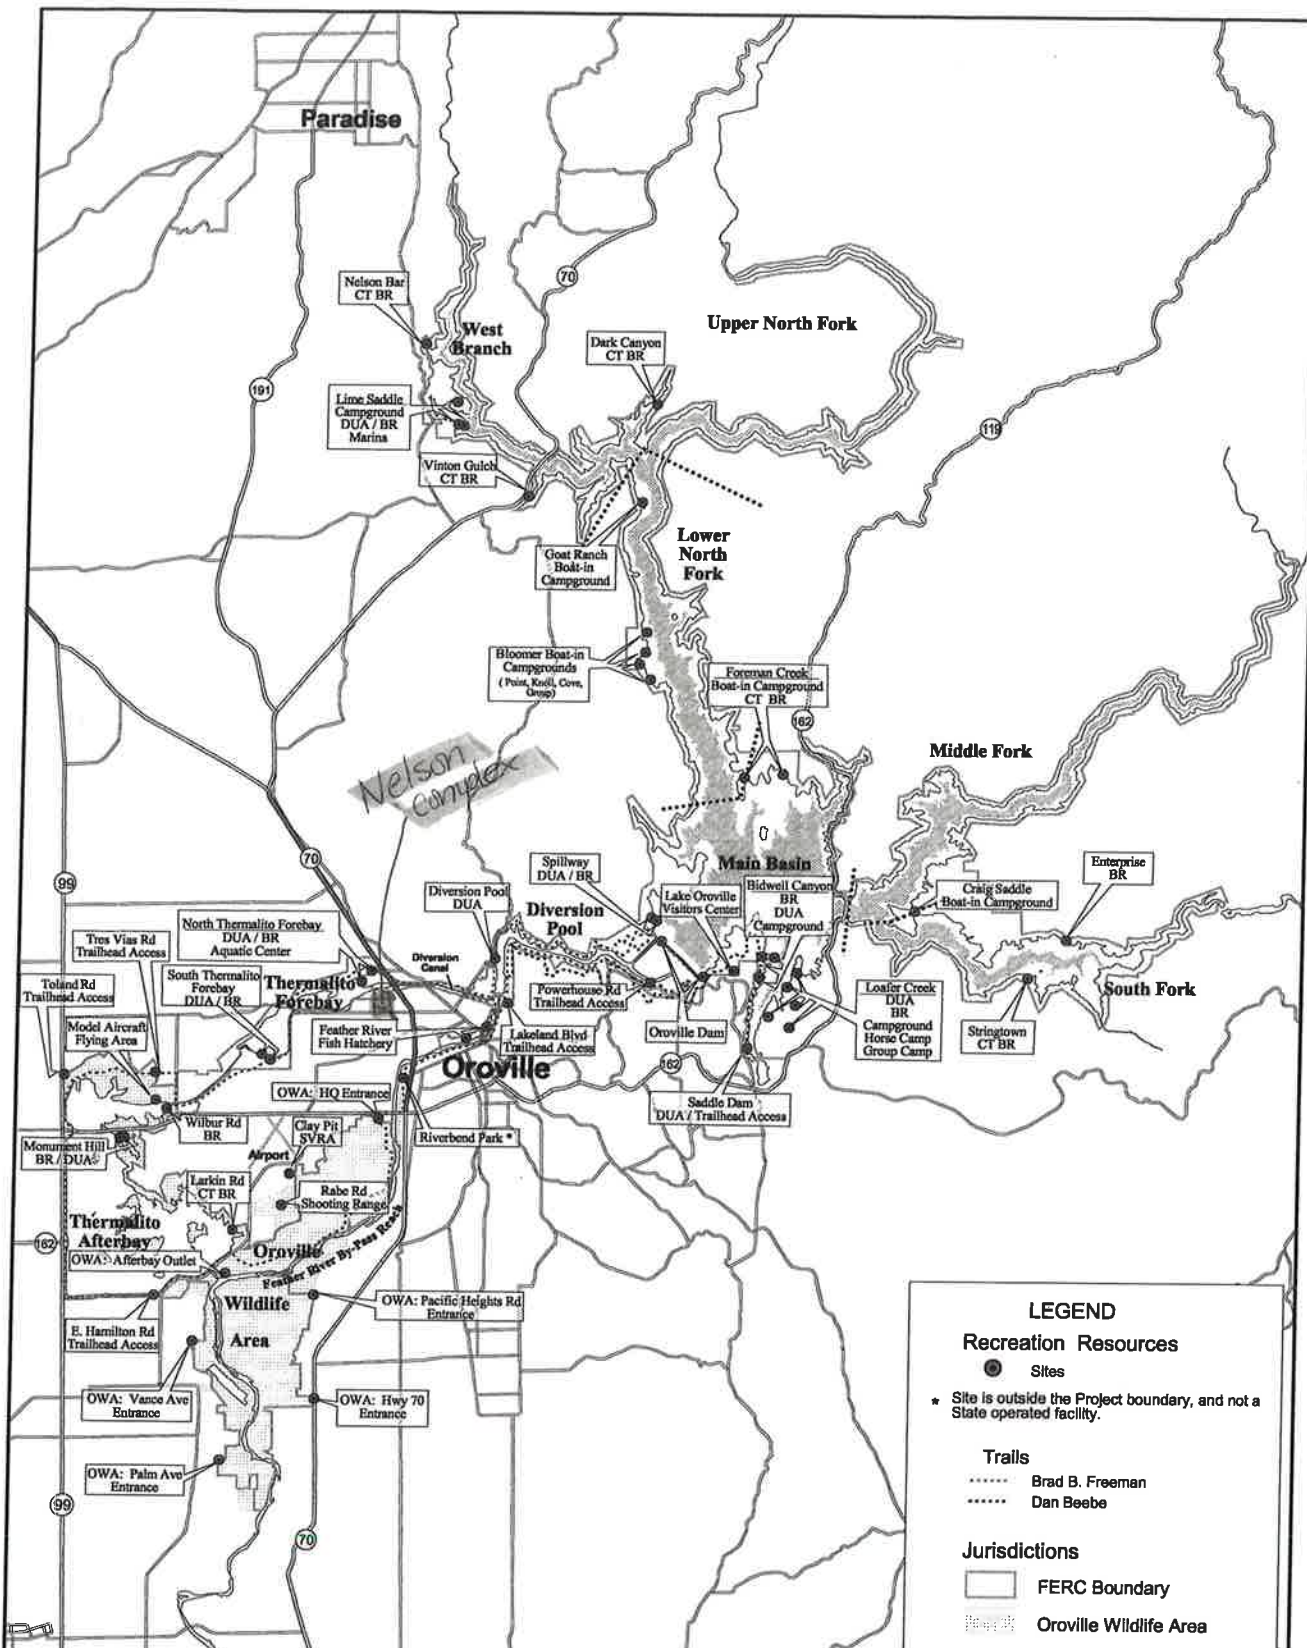 Paradise
70
Nelson Bar
CT BR
West
Branch
Upper North Fork
Dark Canyon
CT BR
191
Lime Saddle
Campground
DUA / BR
Marina
119
Vinton Gulch
CT BR
Goat Ranch
Boat-in
Campground
Lower
North
Fork
Bloomer Boat-in
Campgrounds
( Point, Knoll, Cove,
Group)
Foreman Creek
Boat-in Campground
CT BR
162
Middle Fork
Nelson
complex
70
99
Main Basin
Spillway
DUA / BR
Lake Oroville
Visitors Center
Bidwell Canyon
BR
DUA
Campground
Enterprise
BR
Craig Saddle
Boat-in Campground
Diversion Pool
DUA
Diversion
Pool
North Thermalito Forebay
DUA / BR
Aquatic Center
Tres Vias Rd
Trailhead Access
South Thermalito
Forebay
DUA / BR
Diversion
Canal
Thermalito
Forebay
Toland Rd
Trailhead Access
Model Aircraft
Flying Area
Feather River
Fish Hatchery
Lakeland Blvd
Trailhead Access
Powerhouse Rd
Trailhead Access
Oroville Dam
Loafer Creek
DUA
BR
Campground
Horse Camp
Group Camp
Stringtown
CT BR
South Fork
Oroville
162
OWA: HQ Entrance
Saddle Dam
DUA / Trailhead Access
Wilbur Rd
BR
Clay Pit
SVRA
Riverbend Park *
Monument Hill
BR / DUA
Airport
Larkin Rd
CT BR
Rabe Rd
Shooting Range
Thermalito
Afterbay
162
OWA: Afterbay Outlet
Oroville
Feather River By-Pass Reach
Wildlife
Area
OWA: Pacific Heights Rd
Entrance
E. Hamilton Rd
Trailhead Access
OWA: Vance Ave
Entrance
OWA: Hwy 70
Entrance
OWA: Palm Ave
Entrance
99
70
LEGEND
Recreation Resources
Sites
* Site is outside the Project boundary, and not a
State operated facility.
Trails
Brad B. Freeman
Dan Beebe
Jurisdictions
FERC Boundary
Oroville Wildlife Area